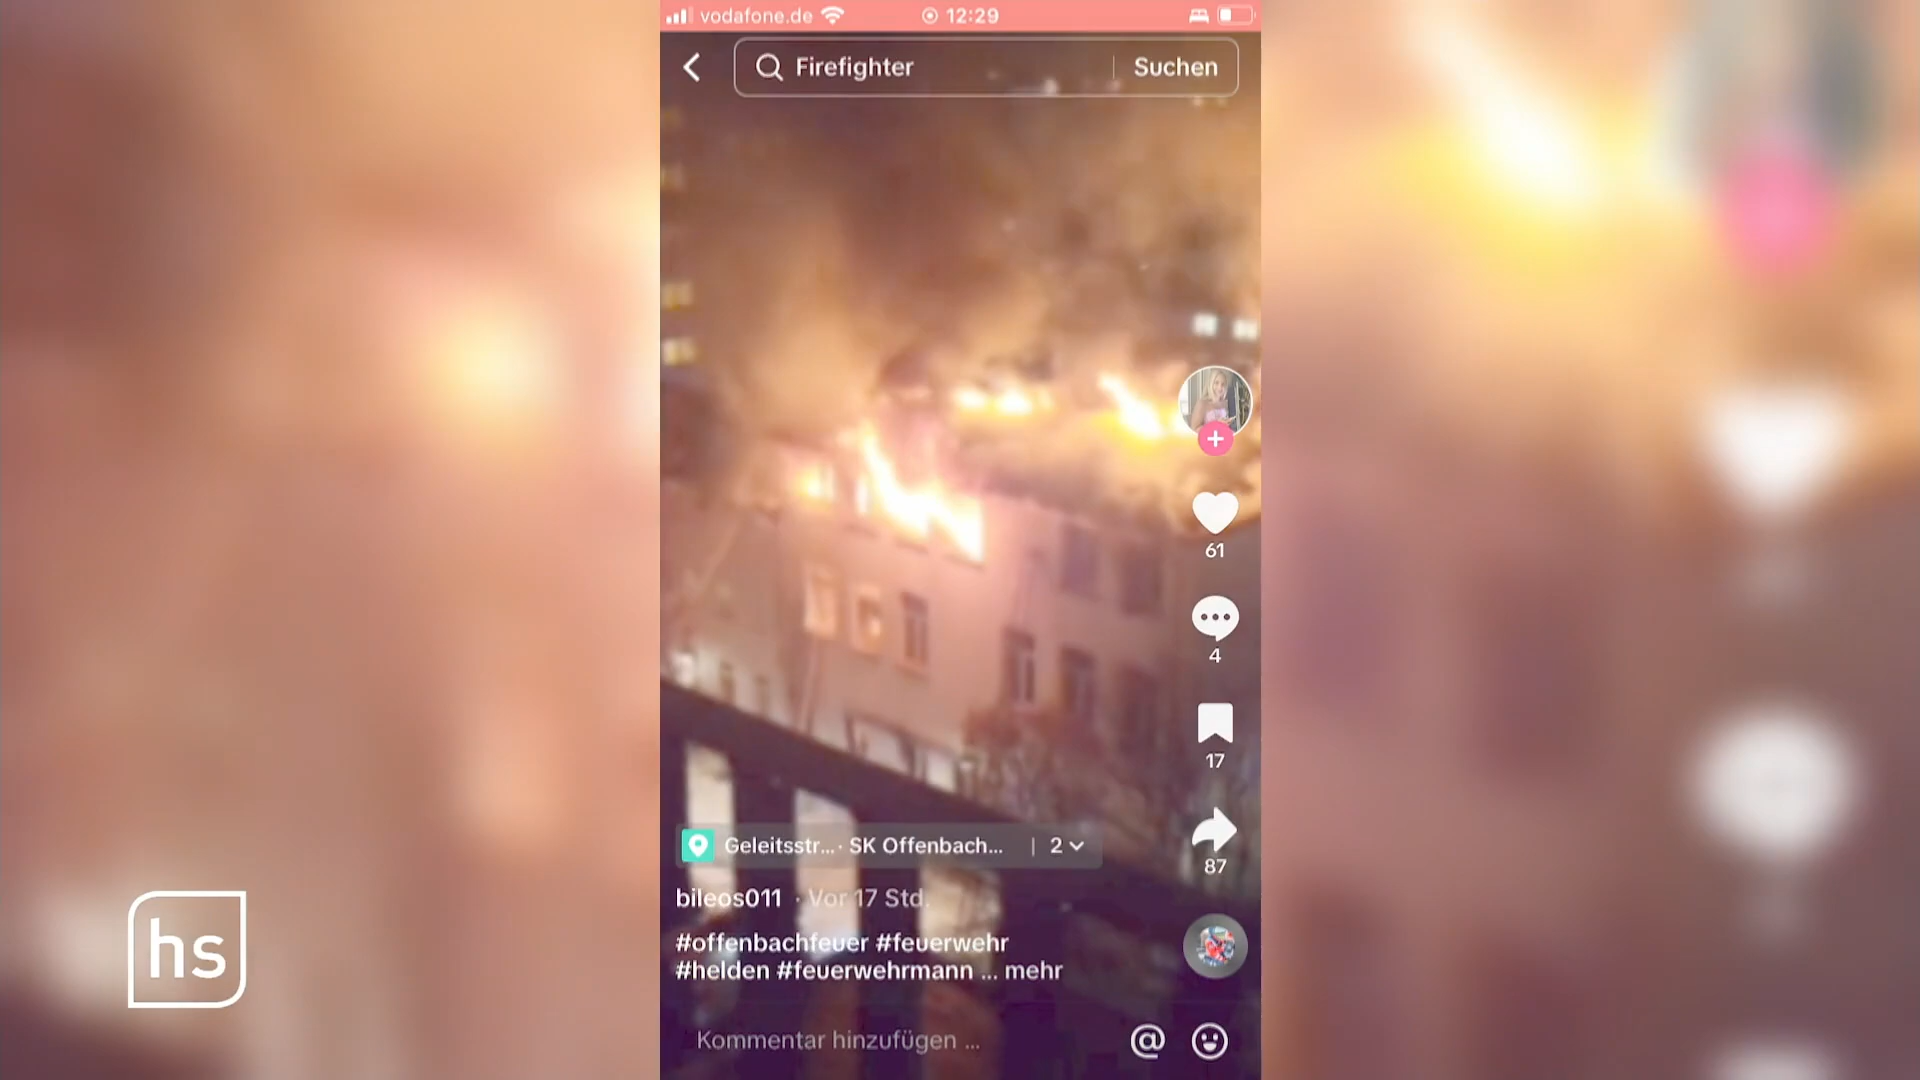 vodafone.de 12:29
Firefighter Suchen
61
4
17
87
Geleitsstr...· SK Offenbach... | 2
bileos011 · Vor 17 Std.
#offenbachfeuer #feuerwehr
#helden #feuerwehrmann ... mehr
Kommentar hinzufügen ...
@
hs